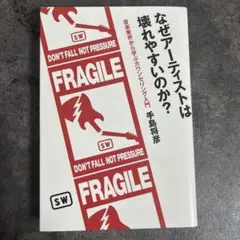 なぜアーティストは
壊れやすいのか?
音楽業界から学ぶカウンセリング入門
手島将彦
SW
DON'T FALL NOT PRESSURE
FRAGILE
SW
DON'T FALL NOT PRESSURE
FRAGILE
SW